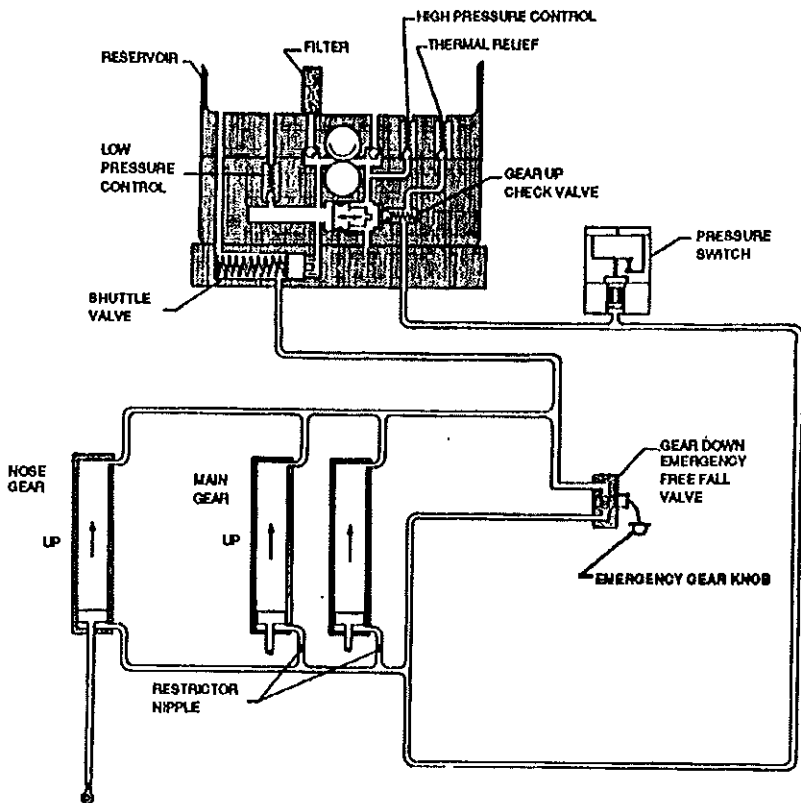 HIGH PRESSURE CONTROL
THERMAL RELIEF
FILTER
RESERVOIR
LOW
PRESSURE
CONTROL
GEAR UP
CHECK VALVE
PRESSURE
SWITCH
SHUTTLE
VALVE
NOSE
GEAR
UP
MAIN
GEAR
UP
GEAR DOWN
EMERGENCY
FREE FALL
VALVE
EMERGENCY GEAR KNOB
RESTRICTOR
NIPPLE